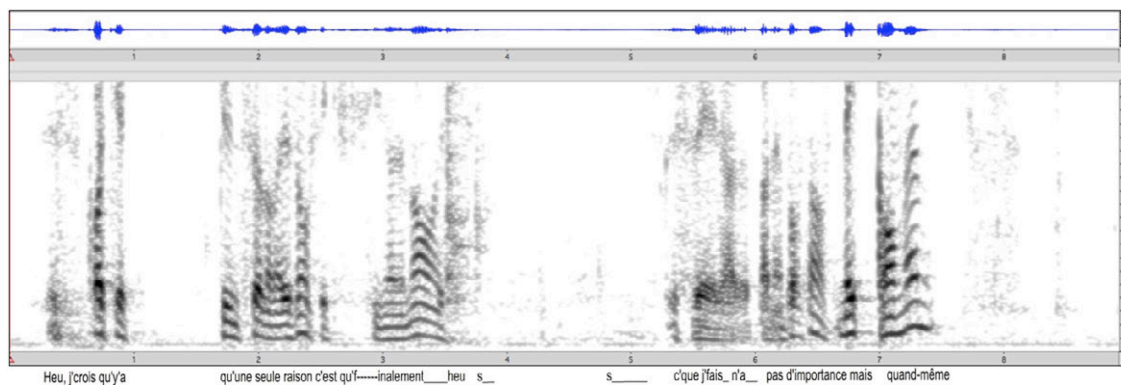 1 2 3 4 5 6 7 8
1 2 3 4 5 6 7 8
Heu, j'crois qu'y'a qu'une seule raison c'est qu'f------inalement____heu s__ s______ c'que j'fais_ n'a__ pas d'importance mais quand-même